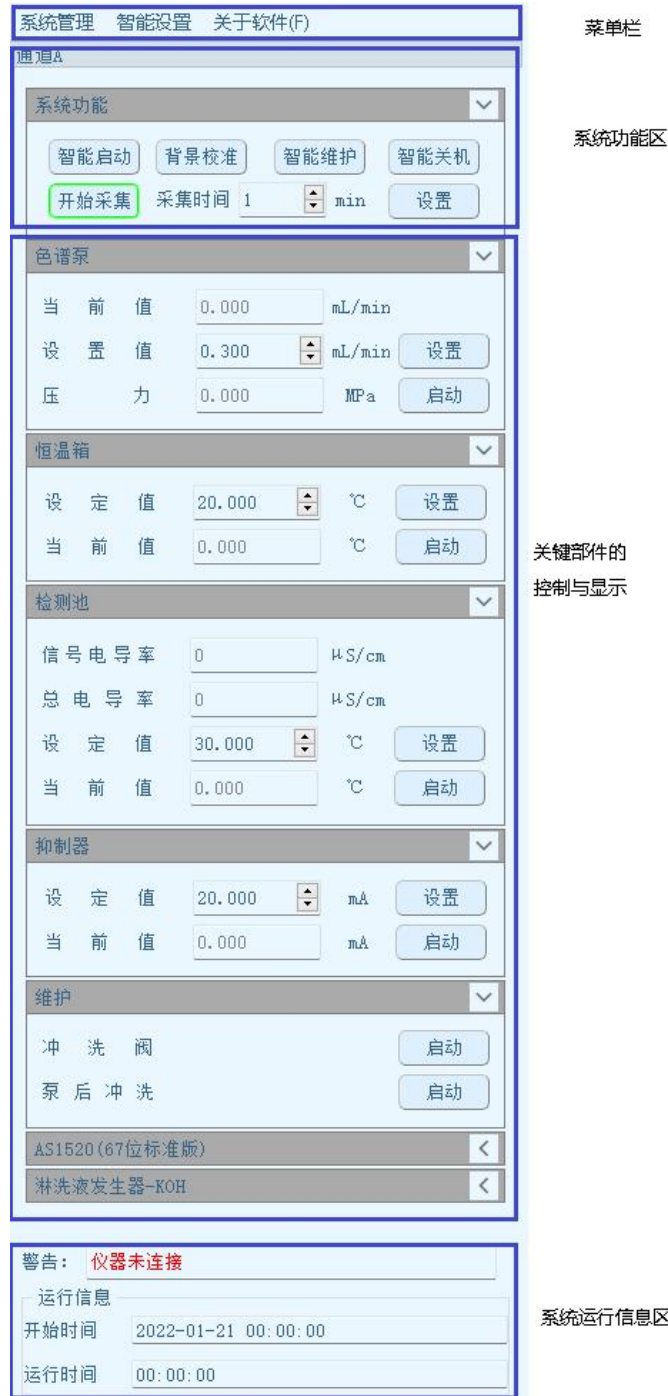 系统管理 智能设置 关于软件(F)
菜单栏
通道A
系统功能
系统功能区
智能启动 背景校准 智能维护 智能关机
开始采集 采集时间 1 min 设置
色谱泵
当前值 0.000 mL/min
设置值 0.300 mL/min 设置
压力 0.000 MPa 启动
恒温箱
设定值 20.000 ℃ 设置
当前值 0.000 ℃ 启动
关键部件的
控制与显示
检测池
信号电导率 0 μS/cm
总电导率 0 μS/cm
设定值 30.000 ℃ 设置
当前值 0.000 ℃ 启动
抑制器
设定值 20.000 mA 设置
当前值 0.000 mA 启动
维护
冲洗阀 启动
泵后冲洗 启动
AS1520(67位标准版)
淋洗液发生器-KOH
警告: 仪器未连接
运行信息
系统运行信息区
开始时间 2022-01-21 00:00:00
运行时间 00:00:00